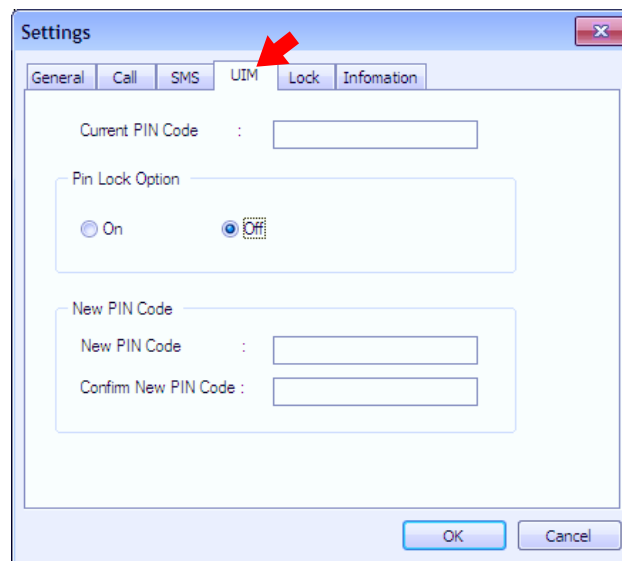 Settings
General Call SMS UIM Lock Infomation
Current PIN Code :
Pin Lock Option
On Off
New PIN Code
New PIN Code :
Confirm New PIN Code :
OK Cancel